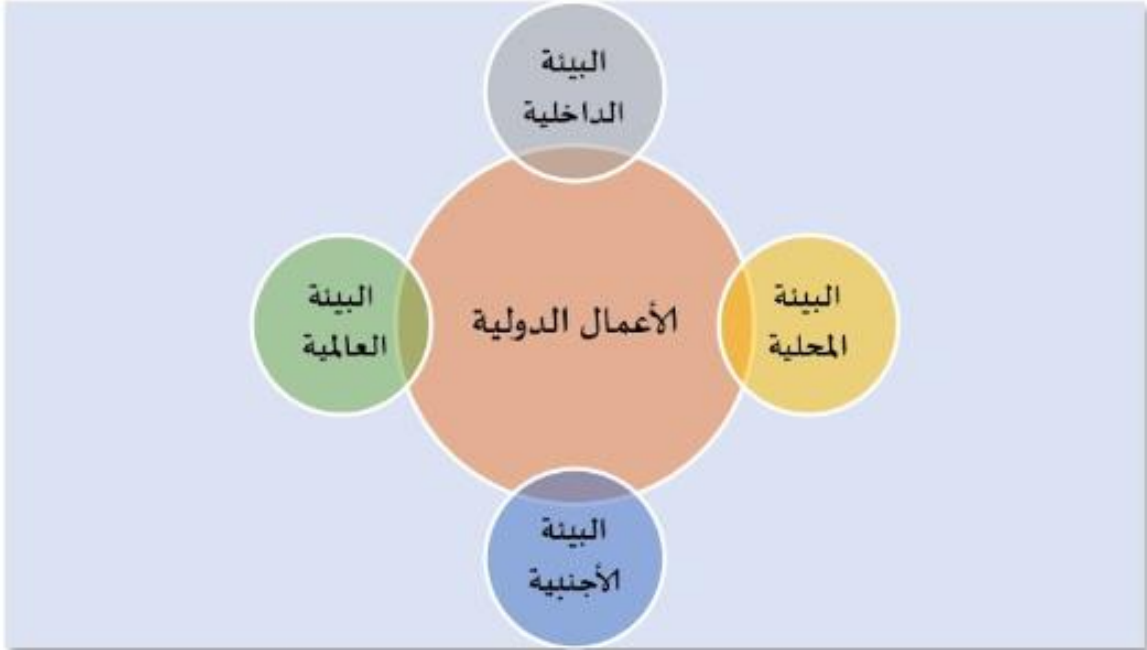 البيئة
الداخلية
البيئة
المحلية
الأعمال الدولية
البيئة
العالمية
البيئة
الأجنبية